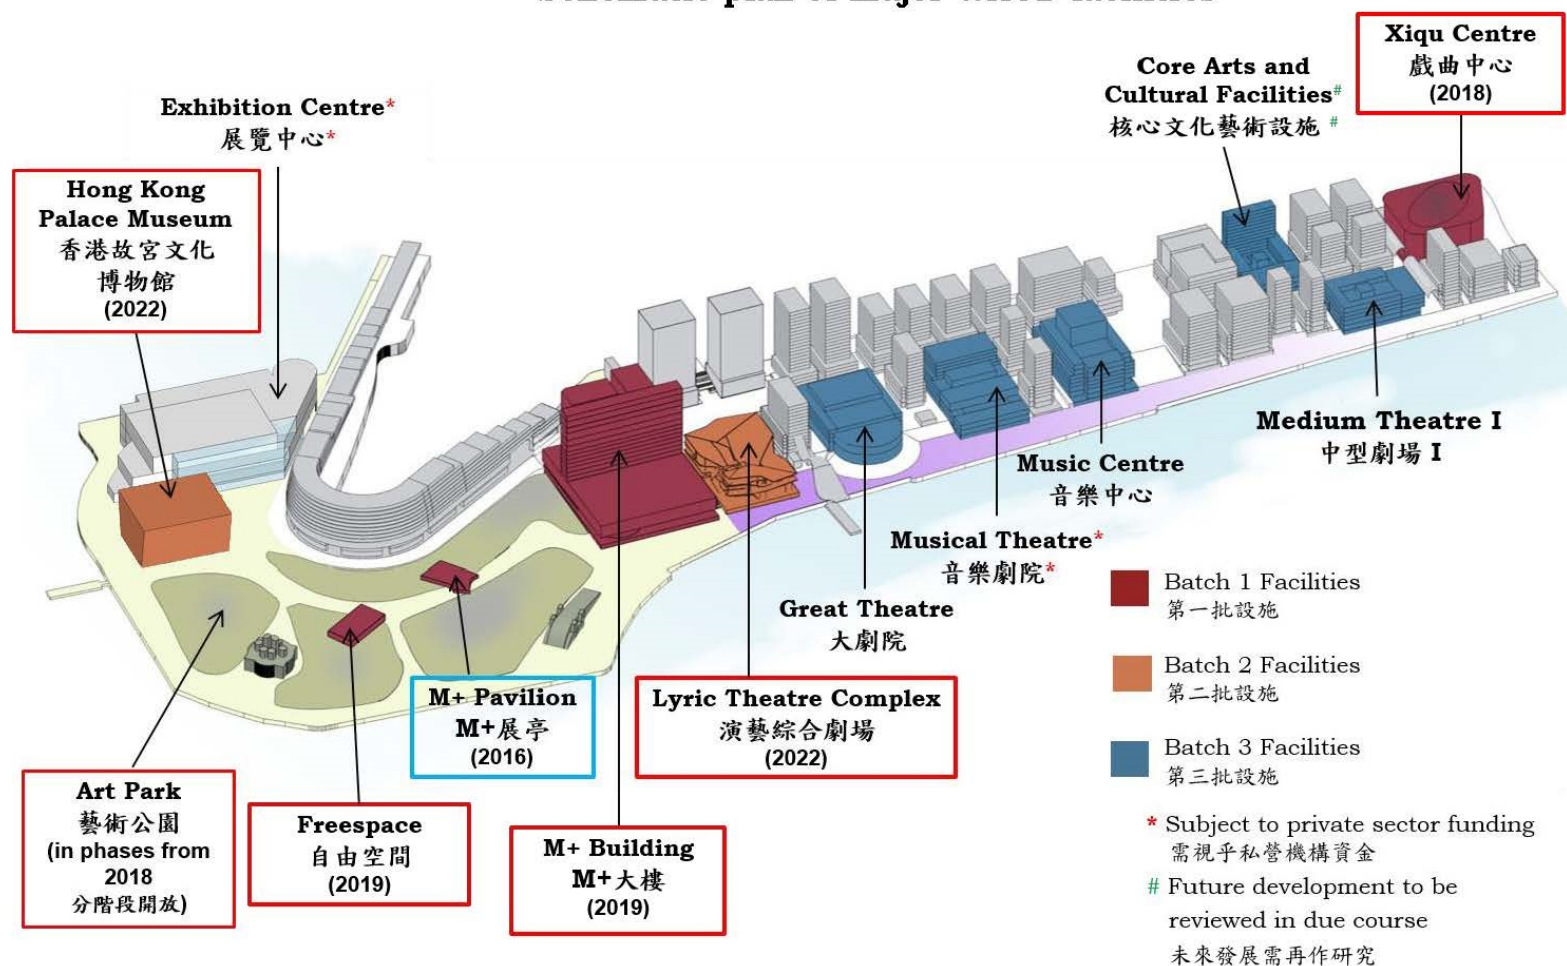 Exhibition Centre*
展覽中心*
Hong Kong
Palace Museum
香港故宮文化
博物館
(2022)
Core Arts and
Cultural Facilities#
核心文化藝術設施 #
Xiqu Centre
戲曲中心
(2018)
Medium Theatre I
中型劇場 I
Music Centre
音樂中心
Musical Theatre*
音樂劇院*
Great Theatre
大劇院
M+ Pavilion
M+展亭
(2016)
Lyric Theatre Complex
演藝綜合劇場
(2022)
Art Park
藝術公園
(in phases from
2018
分階段開放)
Freespace
自由空間
(2019)
M+ Building
M+大樓
(2019)
Batch 1 Facilities
第一批設施
Batch 2 Facilities
第二批設施
Batch 3 Facilities
第三批設施
* Subject to private sector funding
需視乎私營機構資金
# Future development to be
reviewed in due course
未來發展需再作研究